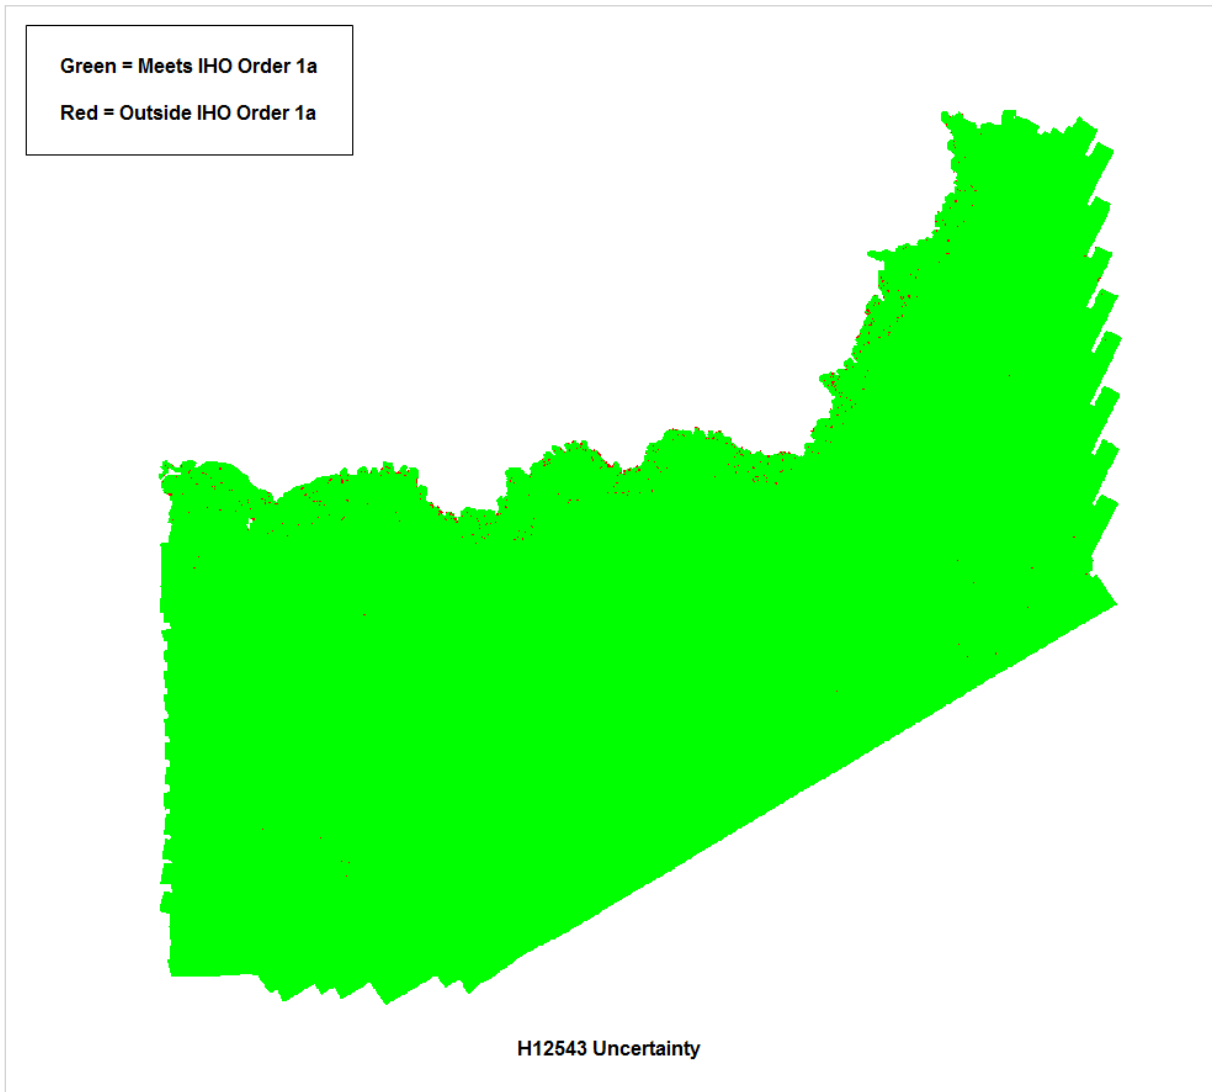 Green = Meets IHO Order 1a
Red = Outside IHO Order 1a
H12543 Uncertainty